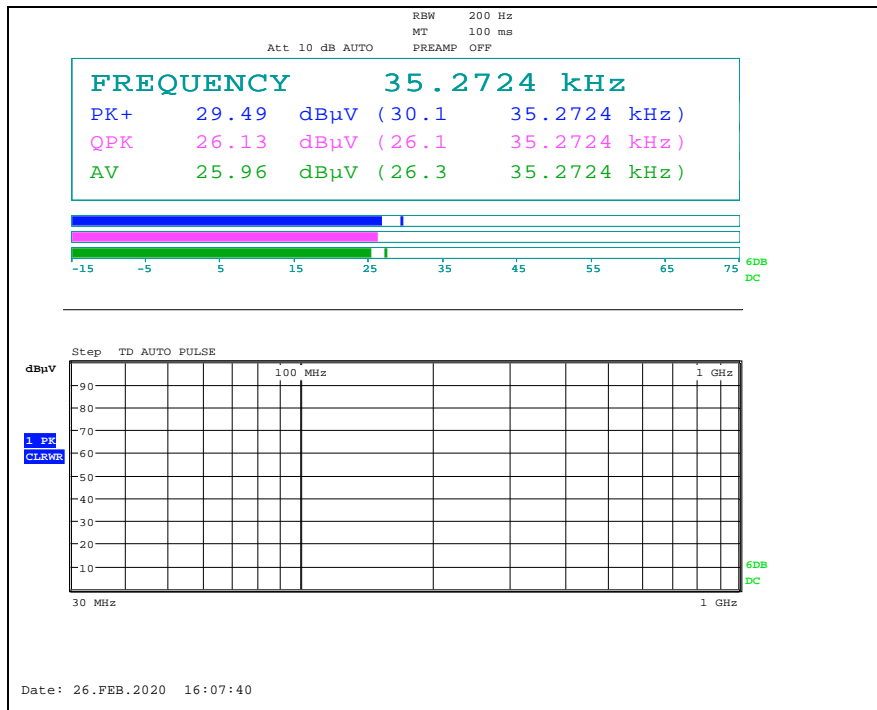 RBW 200 Hz
MT 100 ms
Att 10 dB AUTO PREAMP OFF
FREQUENCY 35.2724 kHz
PK+ 29.49 dBµV (30.1 35.2724 kHz)
QPK 26.13 dBµV (26.1 35.2724 kHz)
AV 25.96 dBµV (26.3 35.2724 kHz)
-15 -5 5 15 25 35 45 55 65 75
6DB
DC
Step TD AUTO PULSE
dBµV
100 MHz 1 GHz
90
80
70
1 PK
CLRWR
60
50
40
30
20
10
6DB
DC
30 MHz 1 GHz
Date: 26.FEB.2020 16:07:40